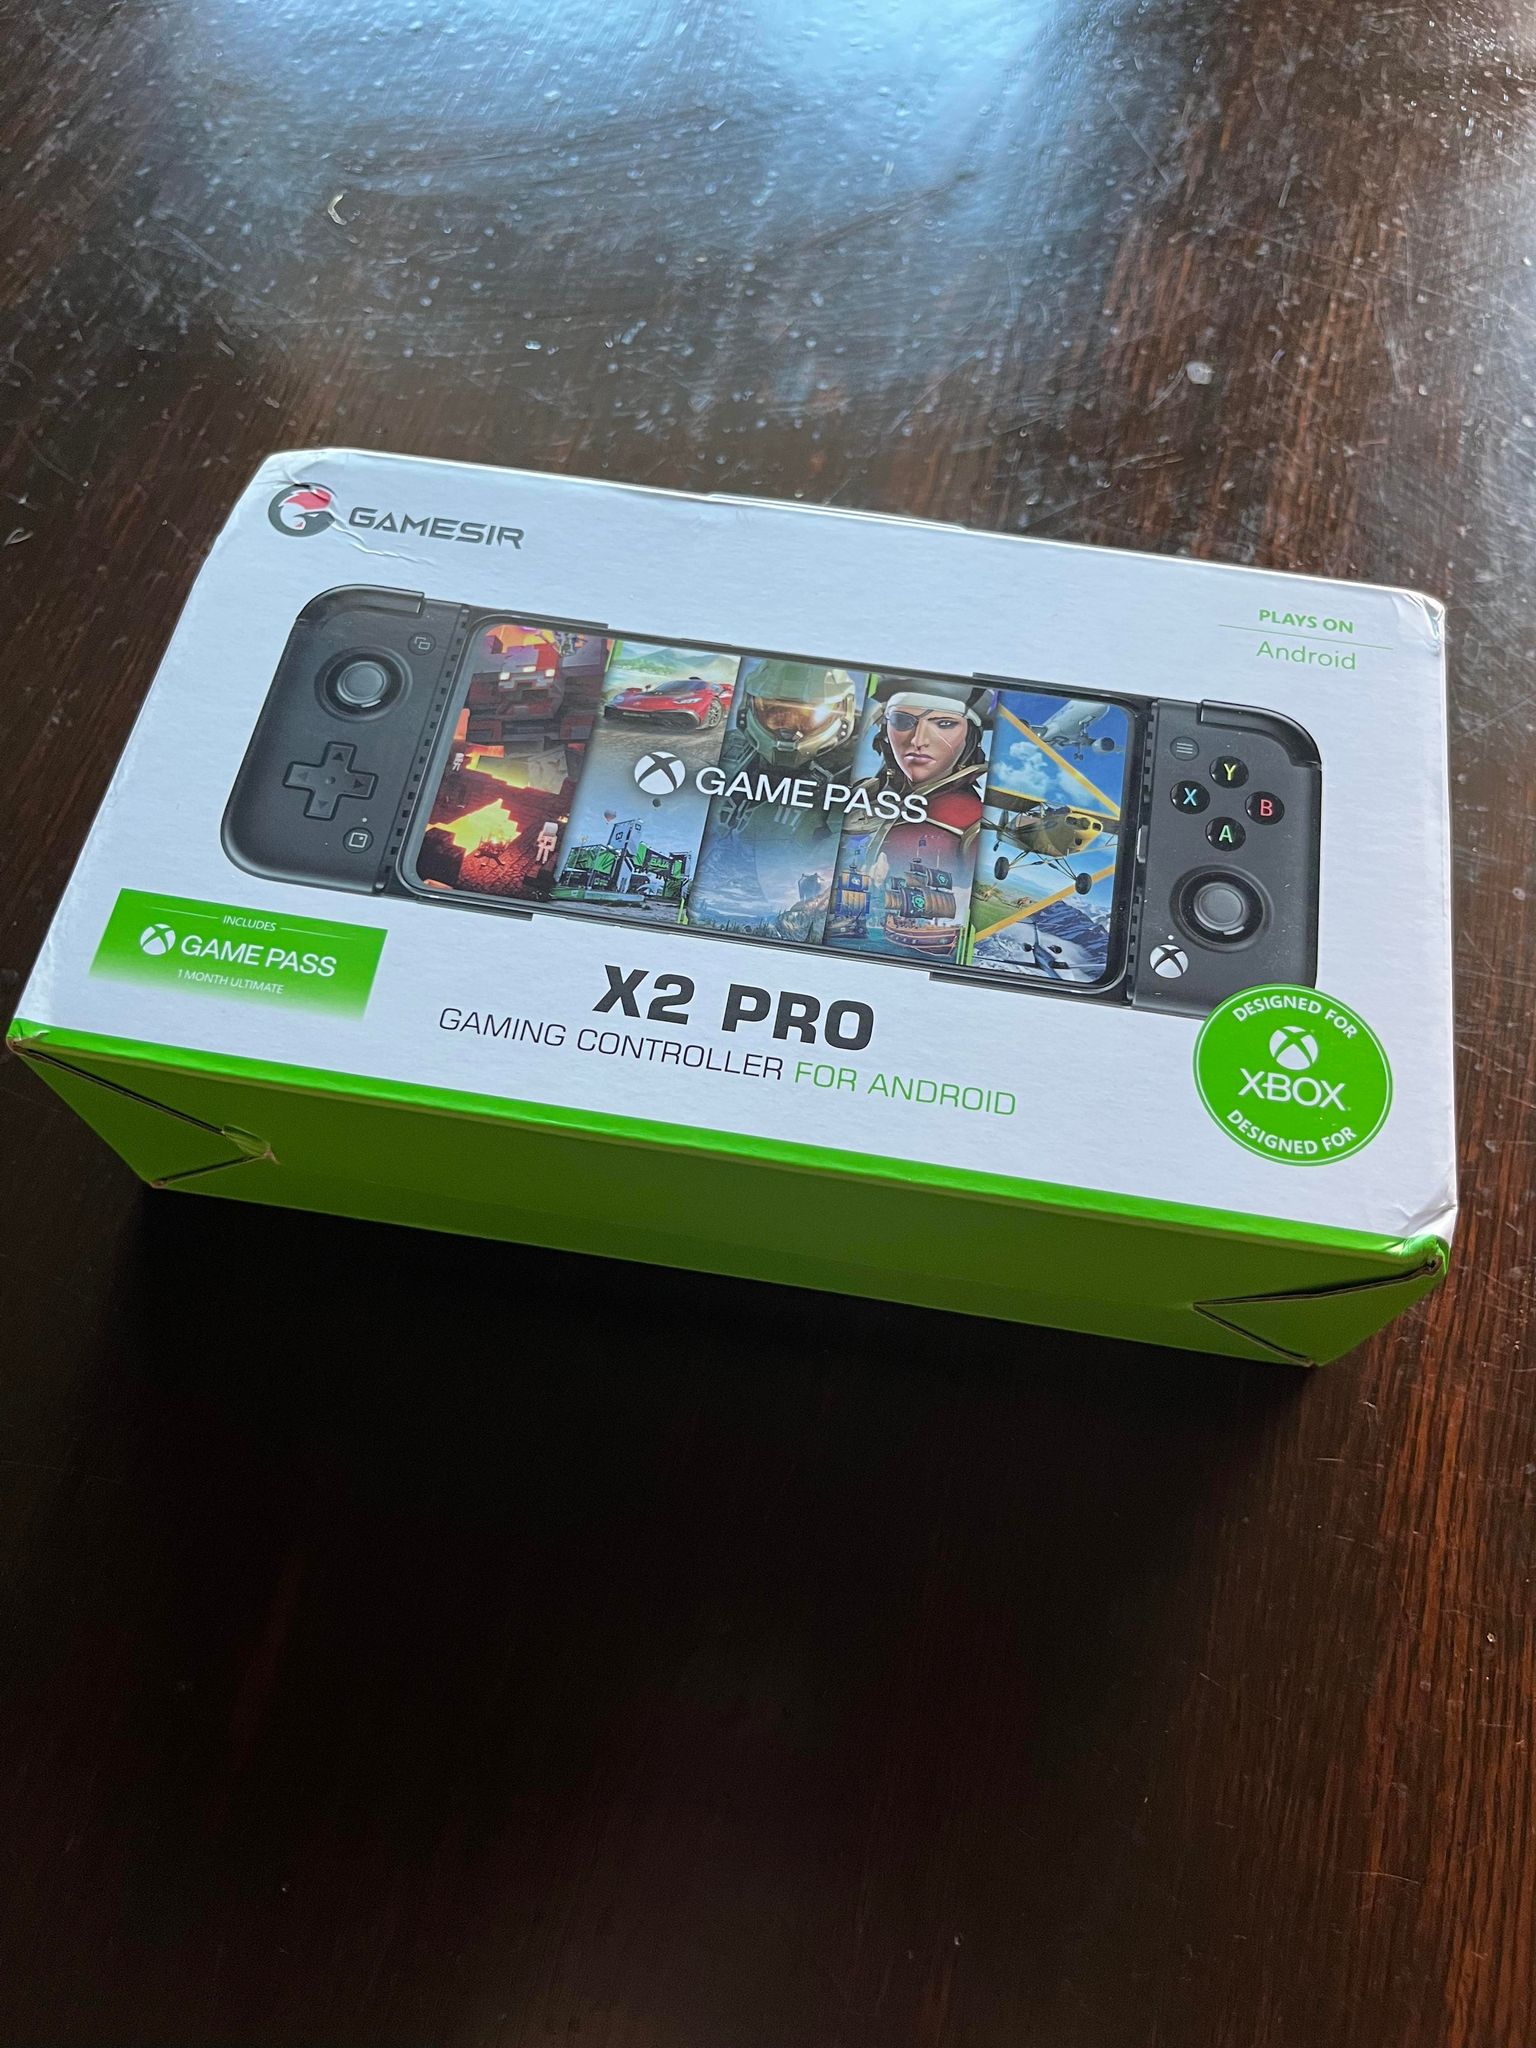 GAMESIR
PLAYS ON
Android
Y
X
B
A
GAME PASS
INCLUDES
GAME PASS
1 MONTH ULTIMATE
X2 PRO
GAMING CONTROLLER FOR ANDROID
DESIGNED FOR
XBOX
DESIGNED FOR